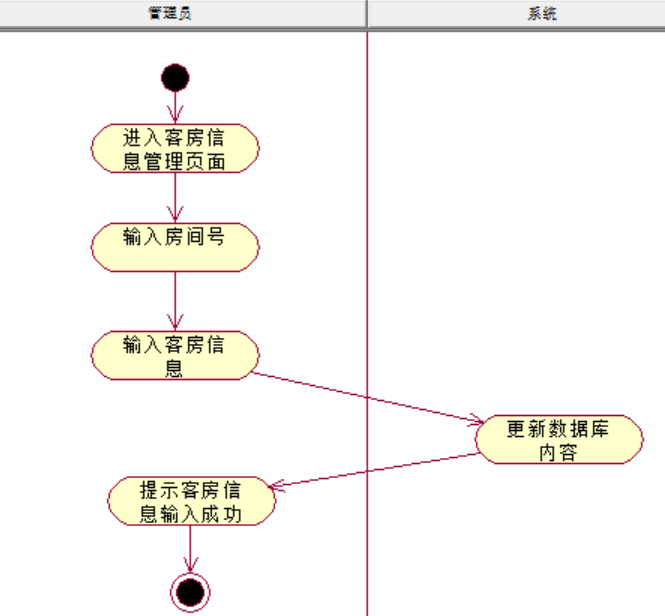 管理员
系统
进入客房信
息管理页面
输入房间号
输入客房信
息
更新数据库
内容
提示客房信
息输入成功